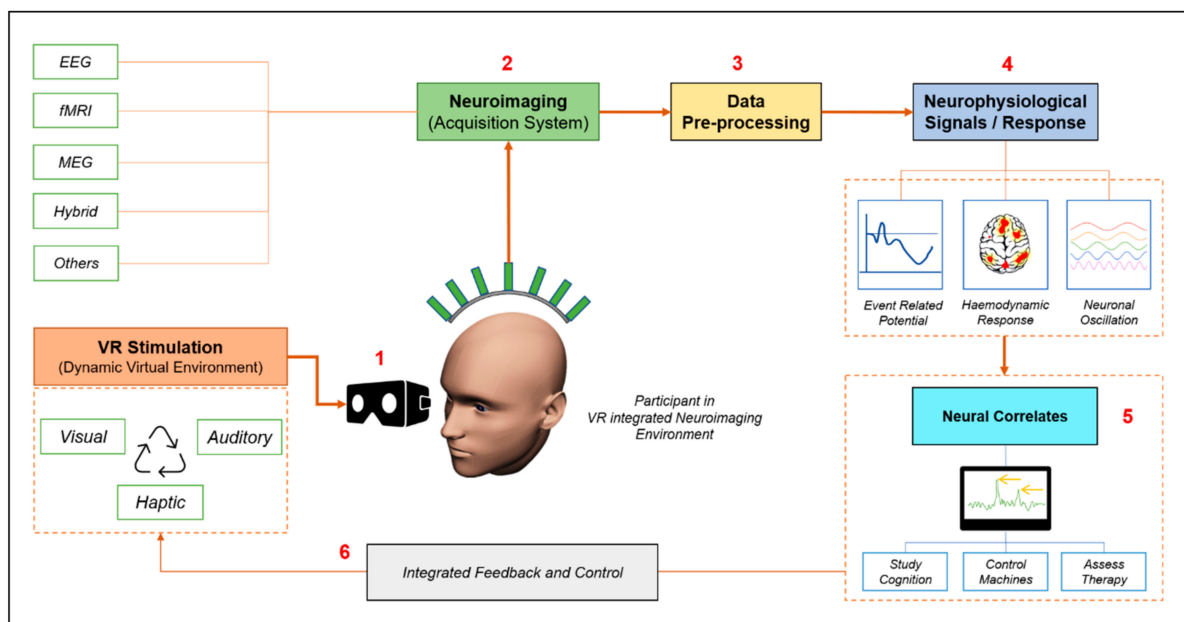 EEG
fMRI
MEG
Hybrid
Others
2
Neuroimaging
(Acquisition System)
3
Data
Pre-processing
4
Neurophysiological
Signals / Response
Event Related
Potential
Haemodynamic
Response
Neuronal
Oscillation
VR Stimulation
(Dynamic Virtual Environment)
1
Visual
Auditory
Haptic
Participant in
VR integrated Neuroimaging
Environment
Neural Correlates
5
Study
Cognition
Control
Machines
Assess
Therapy
6
Integrated Feedback and Control